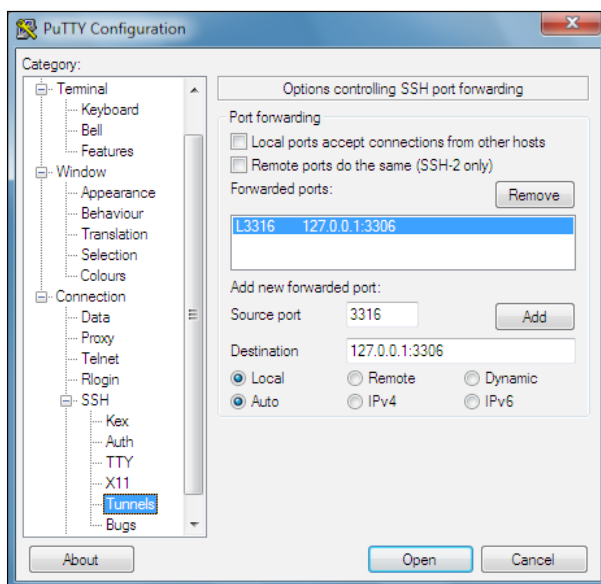 PuTTY Configuration
Category:
Terminal
Keyboard
Bell
Features
Window
Appearance
Behaviour
Translation
Selection
Colours
Connection
Data
Proxy
Telnet
Rlogin
SSH
Kex
Auth
TTY
X11
Tunnels
Bugs
Options controlling SSH port forwarding
Port forwarding
Local ports accept connections from other hosts
Remote ports do the same (SSH-2 only)
Forwarded ports:
Remove
L3316 127.0.0.1:3306
Add new forwarded port:
Source port 3316 Add
Destination 127.0.0.1:3306
Local Remote Dynamic
Auto IPv4 IPv6
About Open Cancel